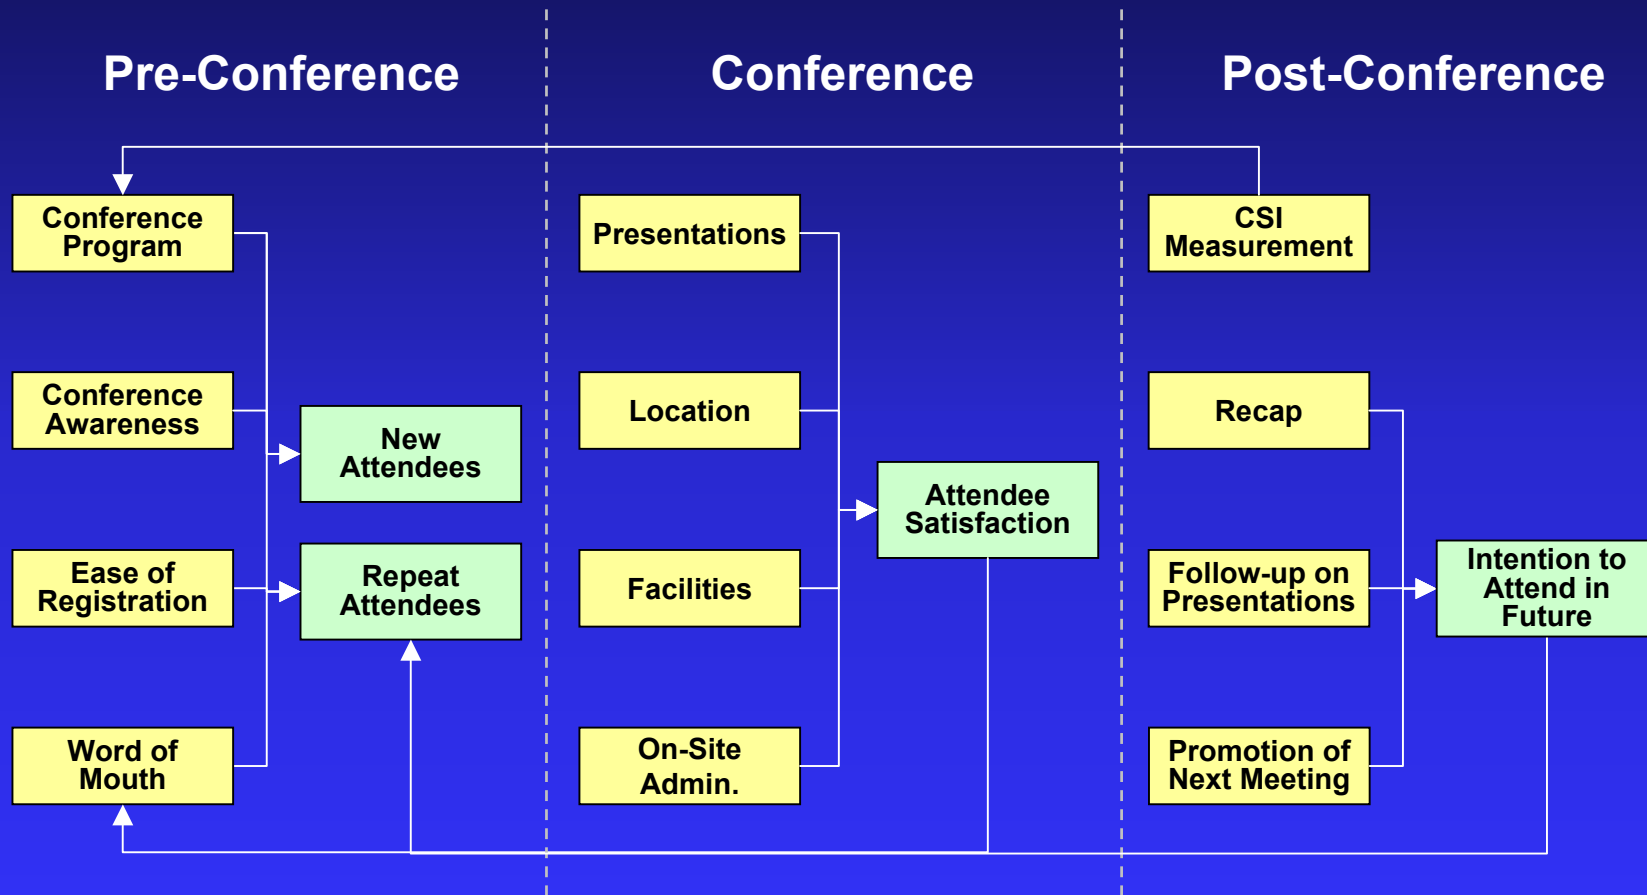 Pre-Conference
Conference
Post-Conference
Conference
Program
Presentations
CSI
Measurement
Conference
Awareness
New
Attendees
Location
Attendee
Satisfaction
Recap
Ease of
Registration
Repeat
Attendees
Facilities
Follow-up on
Presentations
Intention to
Attend in
Future
Word of
Mouth
On-Site
Admin.
Promotion of
Next Meeting